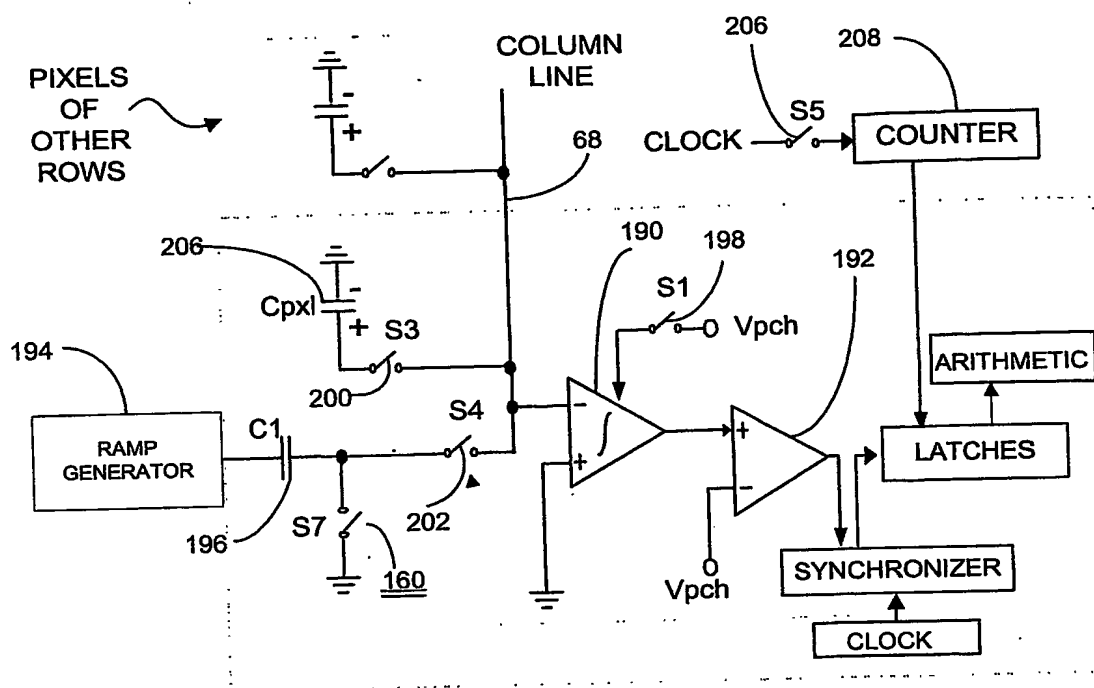 PIXELS
OF
OTHER
ROWS
COLUMN
LINE
206
208
S5
CLOCK
COUNTER
-
+
68
206
Cpxl
-
+
S3
200
190
S1
198
Vpch
192
194
RAMP
GENERATOR
C1
196
S4
202
S7
160
-
+
+
-
Vpch
ARITHMETIC
LATCHES
SYNCHRONIZER
CLOCK